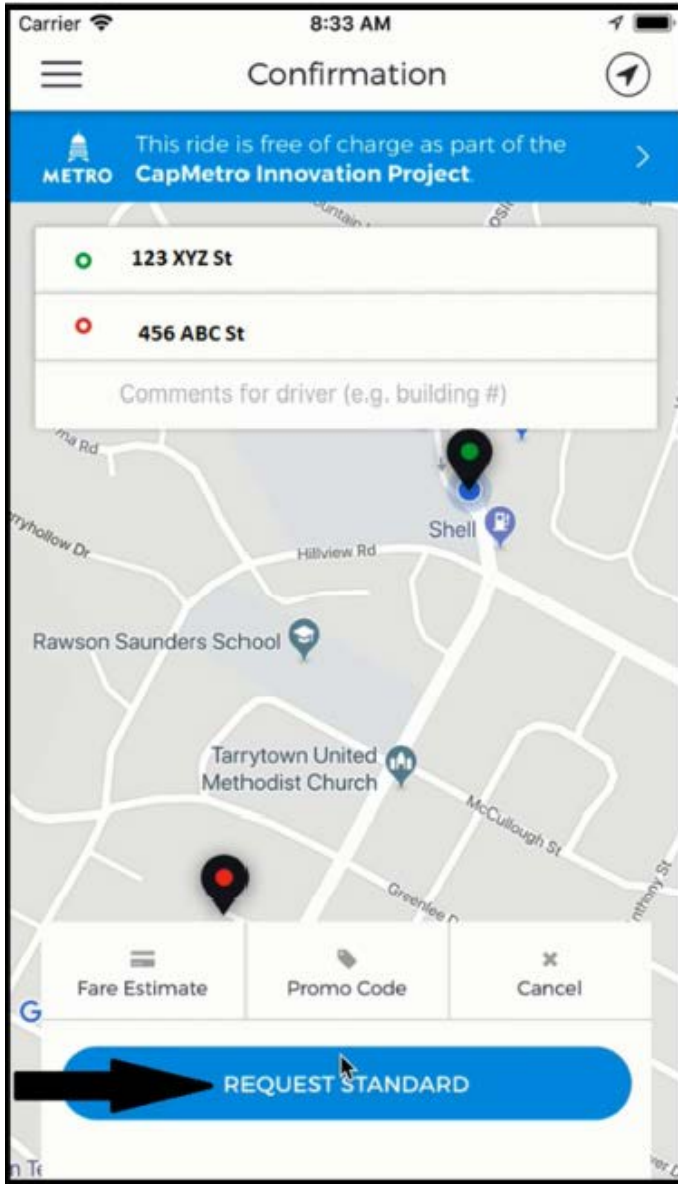 Carrier 8:33 AM
Confirmation
METRO
This ride is free of charge as part of the
CapMetro Innovation Project.
123 XYZ St
456 ABC St
Comments for driver (e.g. building #)
Shell
Hillview Rd
Rawson Saunders School
Tarrytown United
Methodist Church
McCullough St
Fare Estimate
Promo Code
Cancel
G
REQUEST STANDARD